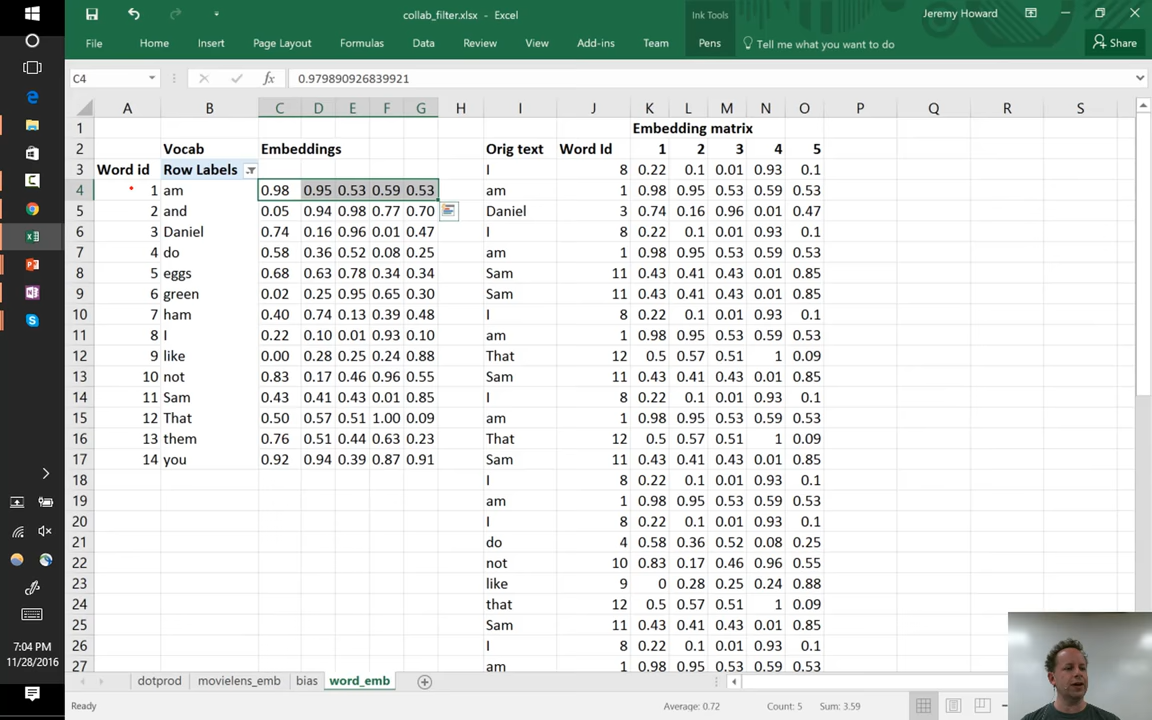 collab_filter.xlsx - Excel
Ink Tools
Jeremy Howard
File Home Insert Page Layout Formulas Data Review View Add-ins Team Pens Tell me what you want to do Share
C4 fx 0.979890926839921
A B C D E F G H I J K L M N O P Q R S
1 Embedding matrix
2 Vocab Embeddings Orig text Word Id 1 2 3 4 5
3 Word id Row Labels I 8 0.22 0.1 0.01 0.93 0.1
4 1 am 0.98 0.95 0.53 0.59 0.53 am 1 0.98 0.95 0.53 0.59 0.53
5 2 and 0.05 0.94 0.98 0.77 0.70 Daniel 3 0.74 0.16 0.96 0.01 0.47
6 3 Daniel 0.74 0.16 0.96 0.01 0.47 I 8 0.22 0.1 0.01 0.93 0.1
7 4 do 0.58 0.36 0.52 0.08 0.25 am 1 0.98 0.95 0.53 0.59 0.53
8 5 eggs 0.68 0.63 0.78 0.34 0.34 Sam 11 0.43 0.41 0.43 0.01 0.85
9 6 green 0.02 0.25 0.95 0.65 0.30 Sam 11 0.43 0.41 0.43 0.01 0.85
10 7 ham 0.40 0.74 0.13 0.39 0.48 I 8 0.22 0.1 0.01 0.93 0.1
11 8 I 0.22 0.10 0.01 0.93 0.10 am 1 0.98 0.95 0.53 0.59 0.53
12 9 like 0.00 0.28 0.25 0.24 0.88 That 12 0.5 0.57 0.51 1 0.09
13 10 not 0.83 0.17 0.46 0.96 0.55 Sam 11 0.43 0.41 0.43 0.01 0.85
14 11 Sam 0.43 0.41 0.43 0.01 0.85 I 8 0.22 0.1 0.01 0.93 0.1
15 12 That 0.50 0.57 0.51 1.00 0.09 am 1 0.98 0.95 0.53 0.59 0.53
16 13 them 0.76 0.51 0.44 0.63 0.23 That 12 0.5 0.57 0.51 1 0.09
17 14 you 0.92 0.94 0.39 0.87 0.91 Sam 11 0.43 0.41 0.43 0.01 0.85
18 I 8 0.22 0.1 0.01 0.93 0.1
19 am 1 0.98 0.95 0.53 0.59 0.53
20 I 8 0.22 0.1 0.01 0.93 0.1
21 do 4 0.58 0.36 0.52 0.08 0.25
22 not 10 0.83 0.17 0.46 0.96 0.55
23 like 9 0 0.28 0.25 0.24 0.88
24 that 12 0.5 0.57 0.51 1 0.09
25 Sam 11 0.43 0.41 0.43 0.01 0.85
26 I 8 0.22 0.1 0.01 0.93 0.1
27 am 1 0.98 0.95 0.53 0.59 0.53
dotprod movielens_emb bias word_emb
Ready Average: 0.72 Count: 5 Sum: 3.59
7:04 PM
11/28/2016